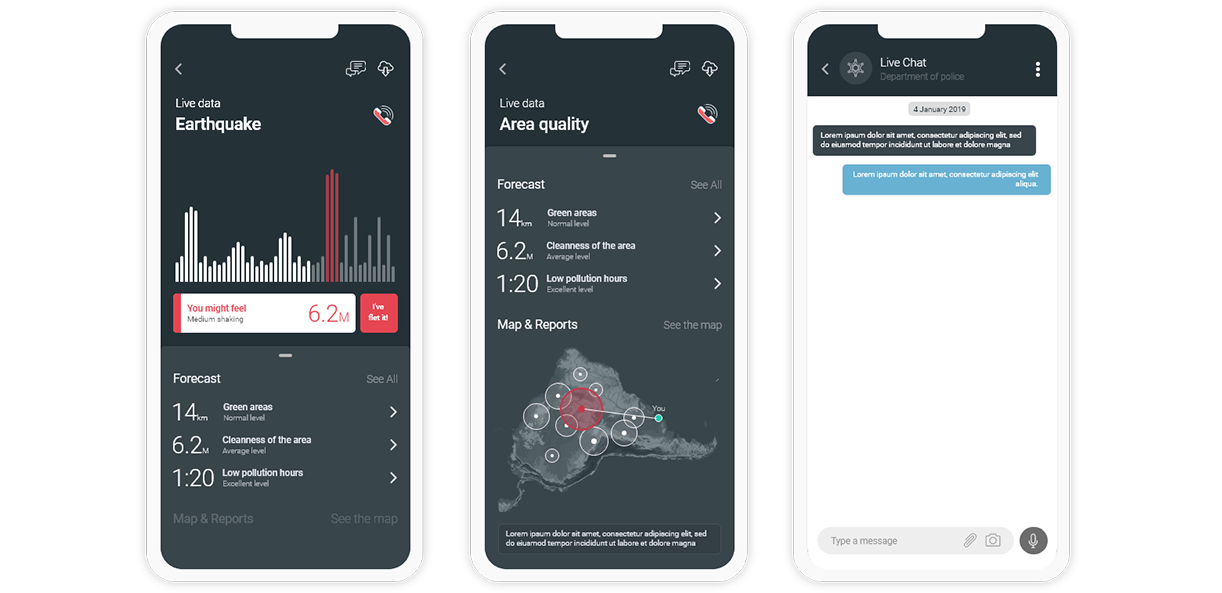 Live data
Earthquake
You might feel
Medium shaking
6.2M
I've
flet it!
Forecast
See All
14km
Green areas
Normal level
6.2M
Cleanness of the area
Average level
1:20
Low pollution hours
Excellent level
Map & Reports
See the map
Live data
Area quality
Forecast
See All
14km
Green areas
Normal level
6.2M
Cleanness of the area
Average level
1:20
Low pollution hours
Excellent level
Map & Reports
See the map
You
Lorem ipsum dolor sit amet, consectetur adipiscing elit, sed
do eiusmod tempor incididunt ut labore et dolore magna
Live Chat
Department of police
4 January 2019
Lorem ipsum dolor sit amet, consectetur adipiscing elit, sed
do eiusmod tempor incididunt ut labore et dolore magna
Lorem ipsum dolor sit amet, consectetur adipiscing elit
aliqua.
Type a message